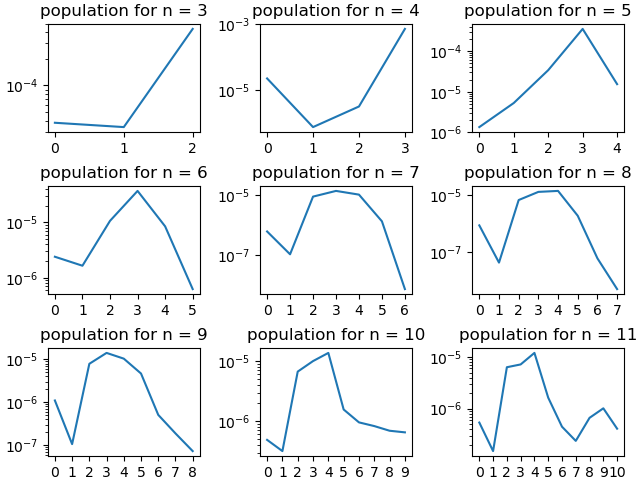 population for n = 3
population for n = 4
population for n = 5
10⁻⁴
0 1 2
10⁻³
10⁻⁵
0 1 2 3
10⁻⁴
10⁻⁵
10⁻⁶
0 1 2 3 4
population for n = 6
population for n = 7
population for n = 8
10⁻⁵
10⁻⁶
0 1 2 3 4 5
10⁻⁵
10⁻⁷
0 1 2 3 4 5 6
10⁻⁵
10⁻⁷
0 1 2 3 4 5 6 7
population for n = 9
population for n = 10
population for n = 11
10⁻⁵
10⁻⁶
10⁻⁷
0 1 2 3 4 5 6 7 8
10⁻⁵
10⁻⁶
0 1 2 3 4 5 6 7 8 9
10⁻⁵
10⁻⁶
0 1 2 3 4 5 6 7 8 9 10